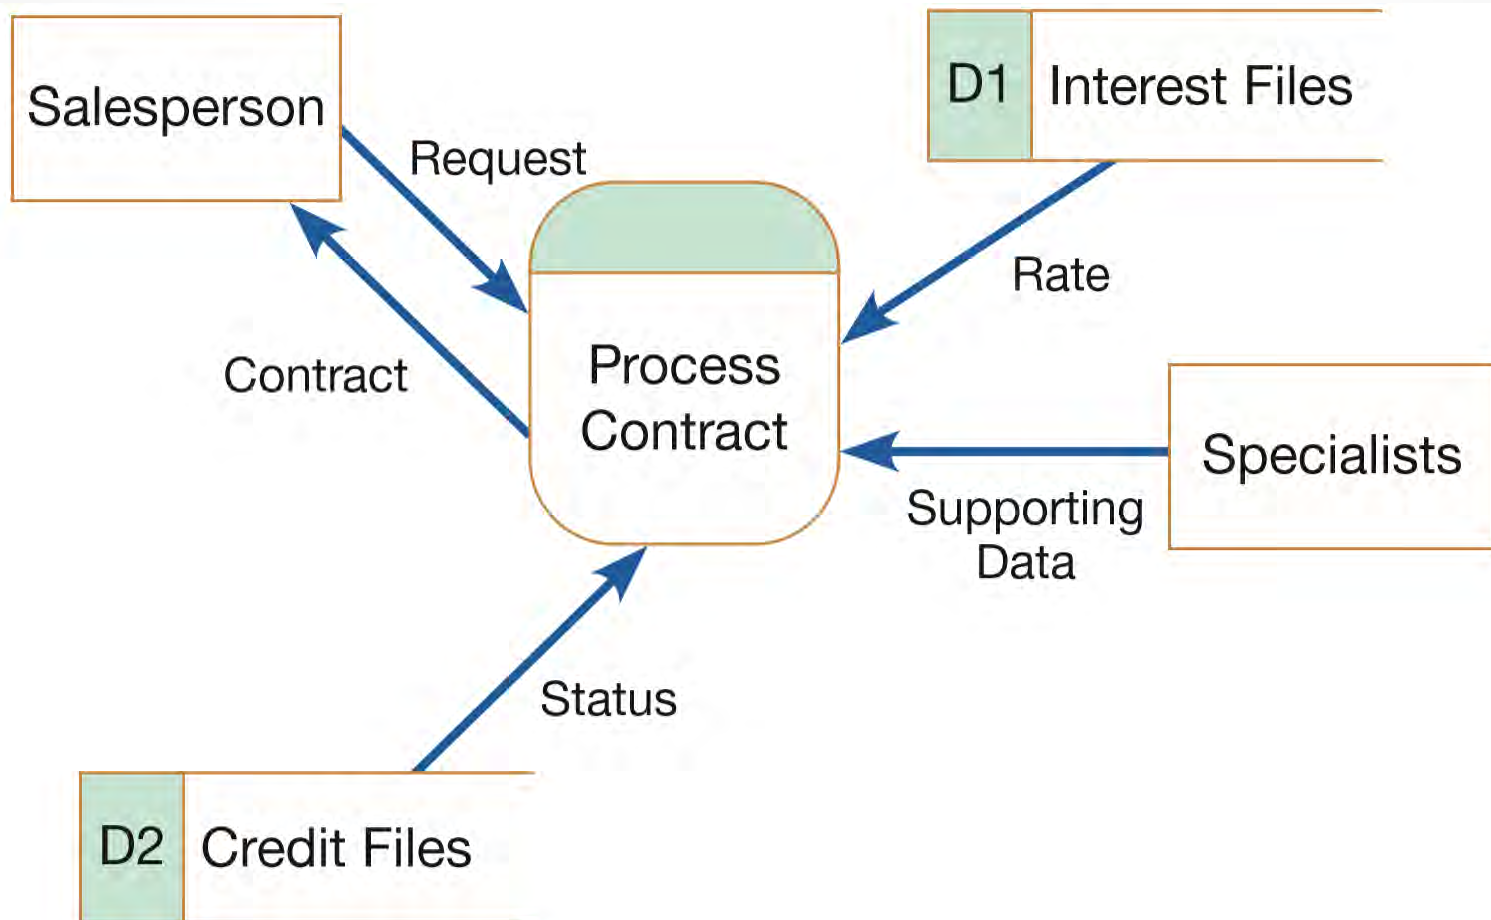 Salesperson
D1 Interest Files
Request
Rate
Contract
Process
Contract
Specialists
Supporting
Data
Status
D2 Credit Files